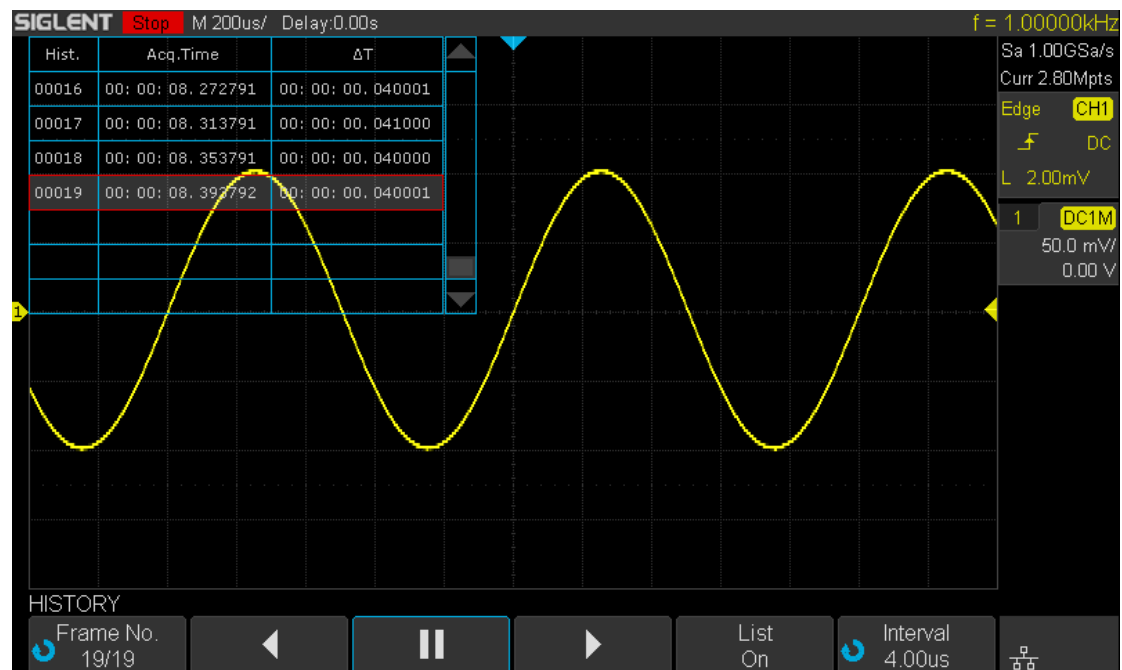 SIGLENT Stop M 200us/ Delay:0.00s f = 1.00000kHz
Hist. Acq.Time ΔT
00016 00: 00: 08. 272791 00: 00: 00. 040001
00017 00: 00: 08. 313791 00: 00: 00. 041000
00018 00: 00: 08. 353791 00: 00: 00. 040000
00019 00: 00: 08. 393792 00: 00: 00. 040001
Sa 1.00GSa/s
Curr 2.80Mpts
Edge CH1
DC
L 2.00mV
1 DC1M
50.0 mV/
0.00 V
1
HISTORY
Frame No.
19/19
List
On
Interval
4.00us